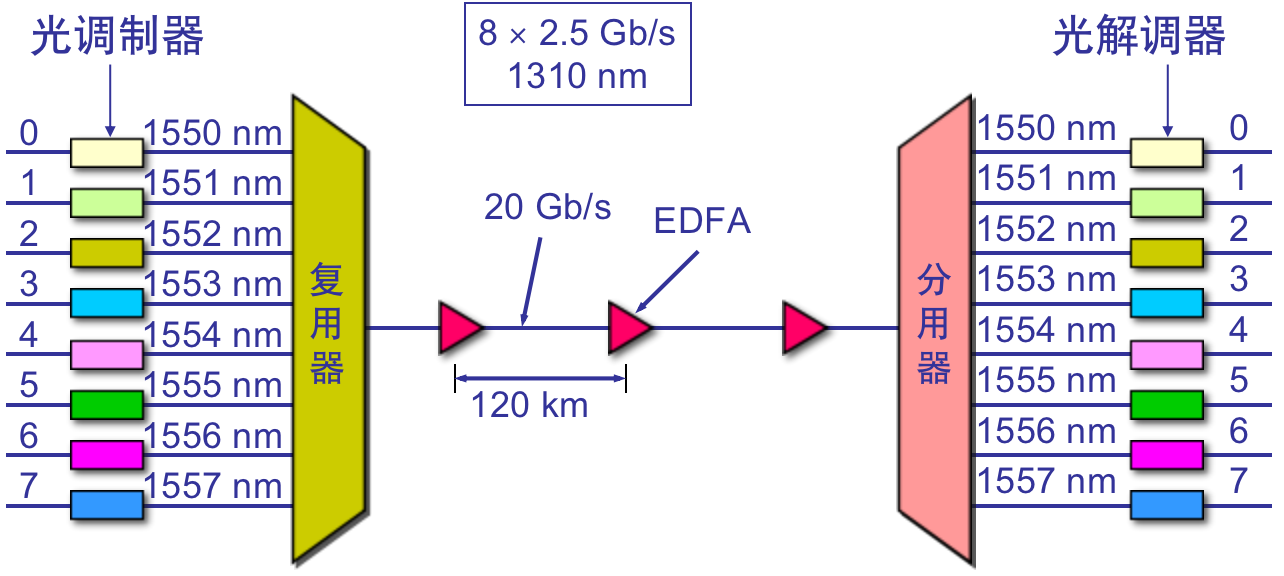 光调制器
8 × 2.5 Gb/s
1310 nm
光解调器
0 1550 nm
1 1551 nm
2 1552 nm
3 1553 nm
4 1554 nm
5 1555 nm
6 1556 nm
7 1557 nm
复用器
20 Gb/s
EDFA
120 km
分用器
1550 nm 0
1551 nm 1
1552 nm 2
1553 nm 3
1554 nm 4
1555 nm 5
1556 nm 6
1557 nm 7